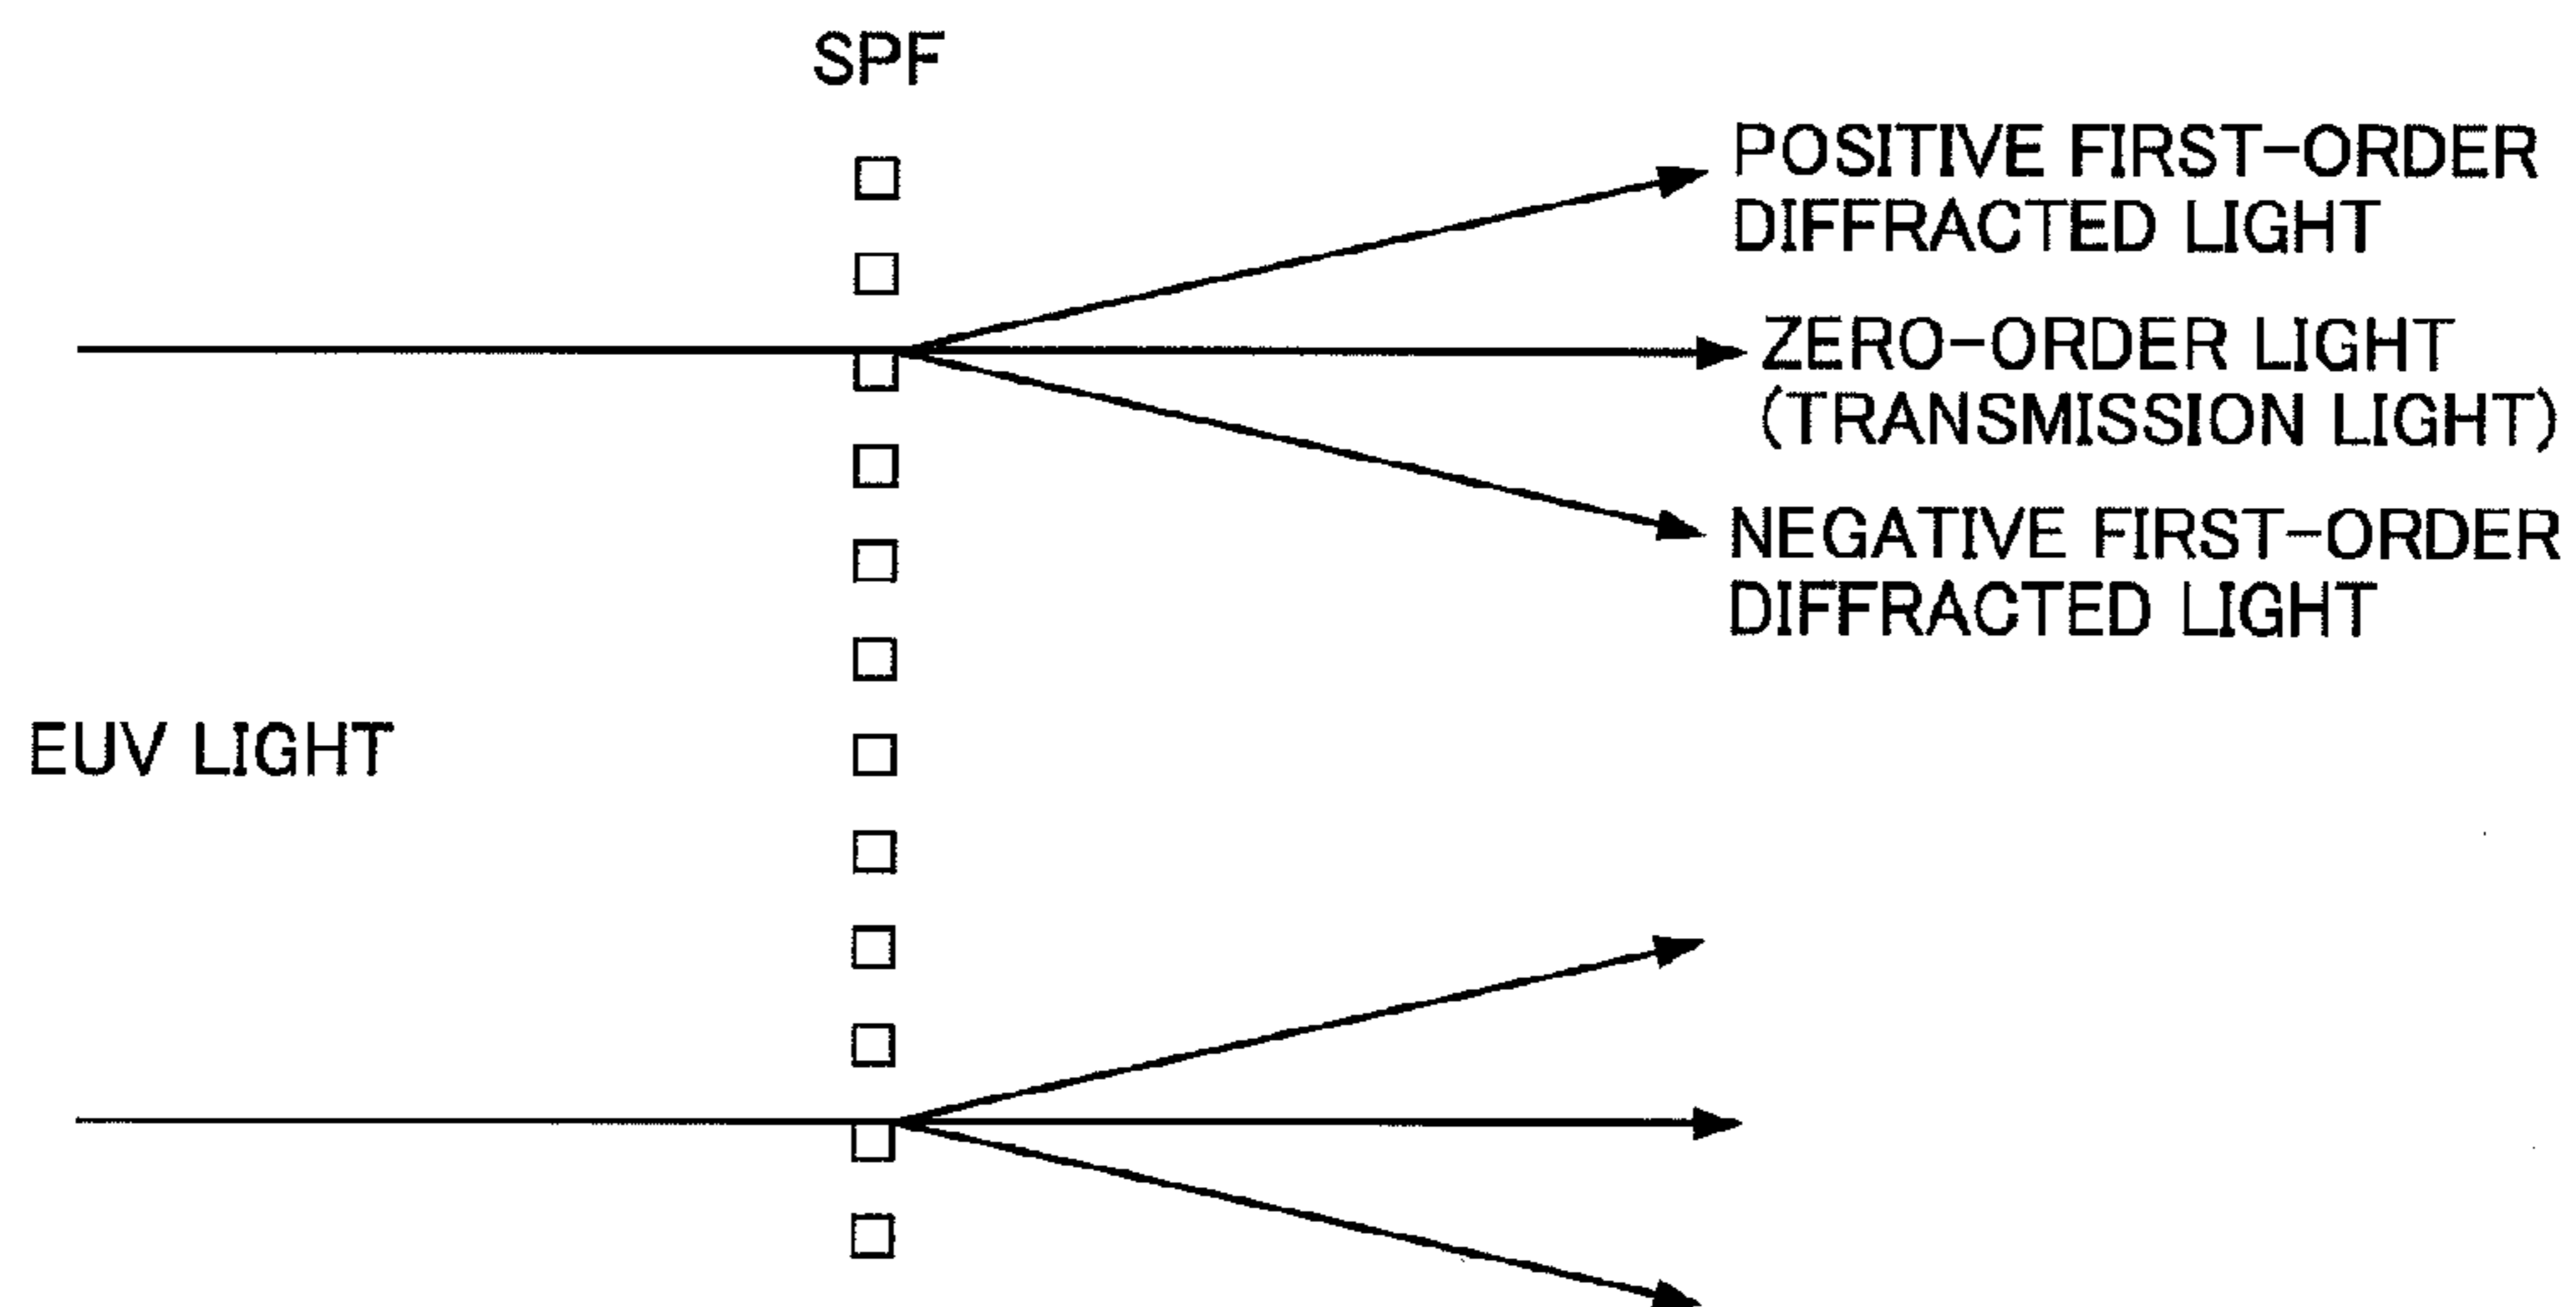 SPF
POSITIVE FIRST-ORDER
DIFFRACTED LIGHT
ZERO-ORDER LIGHT
(TRANSMISSION LIGHT)
NEGATIVE FIRST-ORDER
DIFFRACTED LIGHT
EUV LIGHT